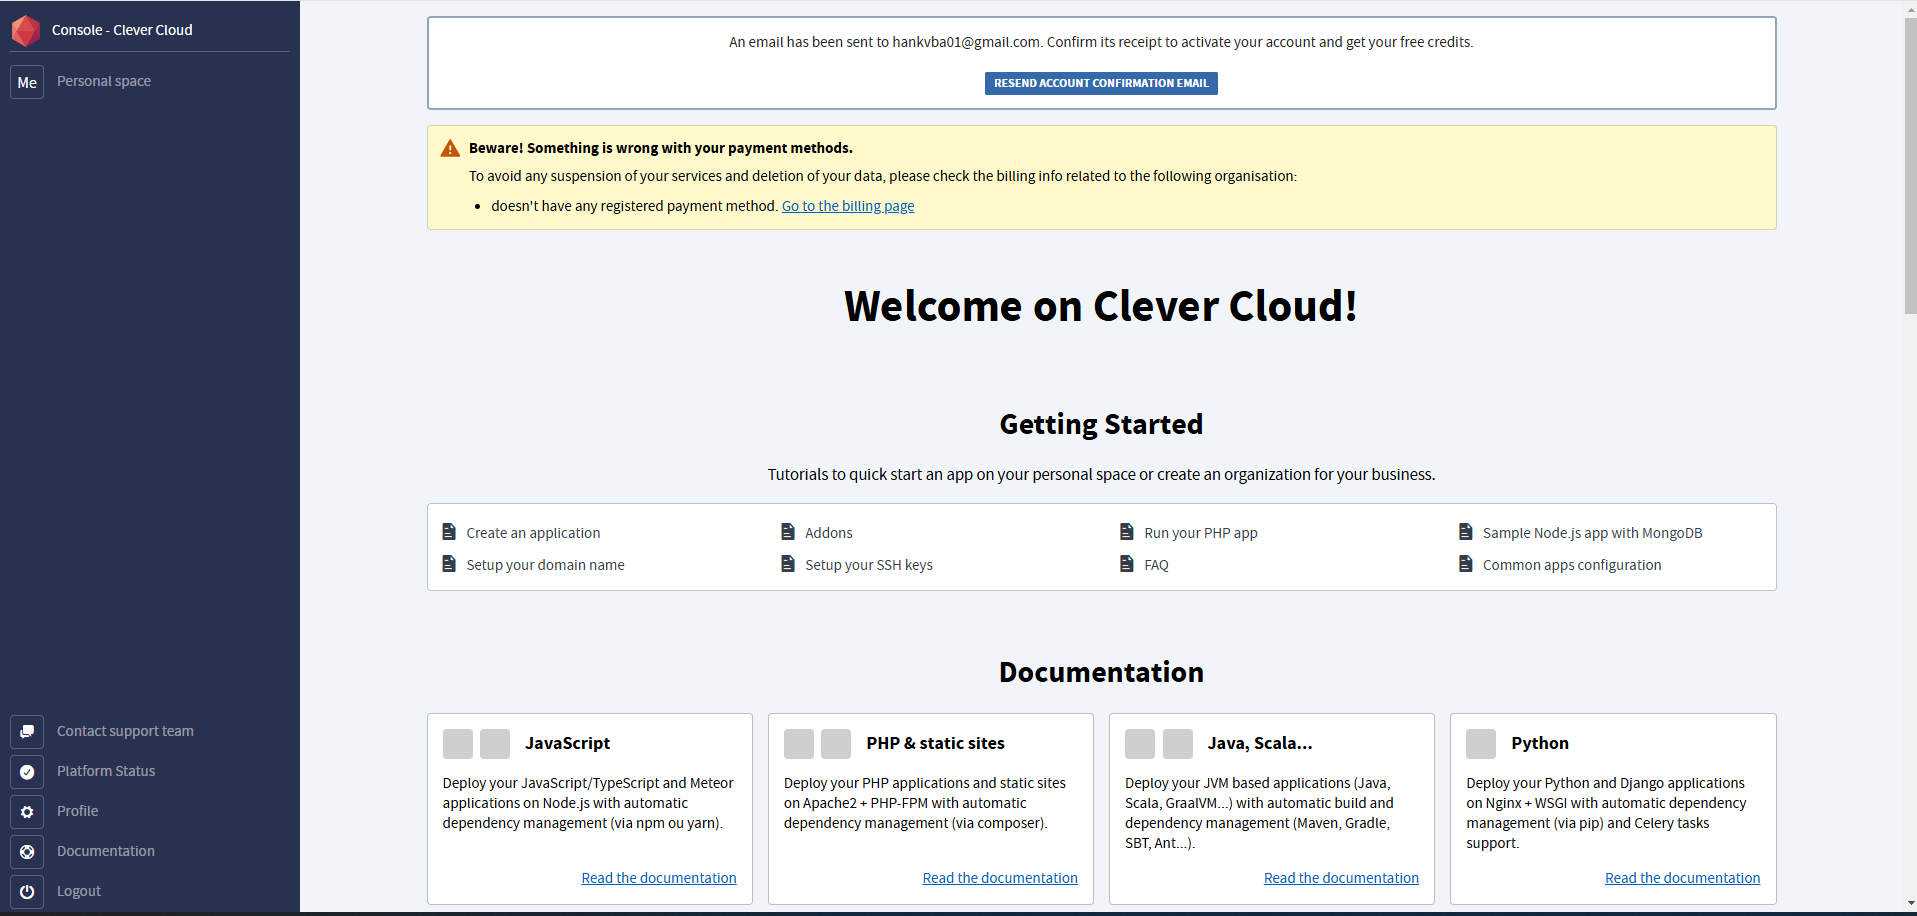 Console - Clever Cloud
Me Personal space
An email has been sent to hankvba01@gmail.com. Confirm its receipt to activate your account and get your free credits.
RESEND ACCOUNT CONFIRMATION EMAIL
Beware! Something is wrong with your payment methods.
To avoid any suspension of your services and deletion of your data, please check the billing info related to the following organisation:
• doesn't have any registered payment method. Go to the billing page
Welcome on Clever Cloud!
Getting Started
Tutorials to quick start an app on your personal space or create an organization for your business.
Create an application
Addons
Run your PHP app
Sample Node.js app with MongoDB
Setup your domain name
Setup your SSH keys
FAQ
Common apps configuration
Documentation
JavaScript
Deploy your JavaScript/TypeScript and Meteor
applications on Node.js with automatic
dependency management (via npm ou yarn).
Read the documentation
PHP & static sites
Deploy your PHP applications and static sites
on Apache2 + PHP-FPM with automatic
dependency management (via composer).
Read the documentation
Java, Scala...
Deploy your JVM based applications (Java,
Scala, GraalVM...) with automatic build and
dependency management (Maven, Gradle,
SBT, Ant...).
Read the documentation
Python
Deploy your Python and Django applications
on Nginx + WSGI with automatic dependency
management (via pip) and Celery tasks
support.
Read the documentation
Contact support team
Platform Status
Profile
Documentation
Logout